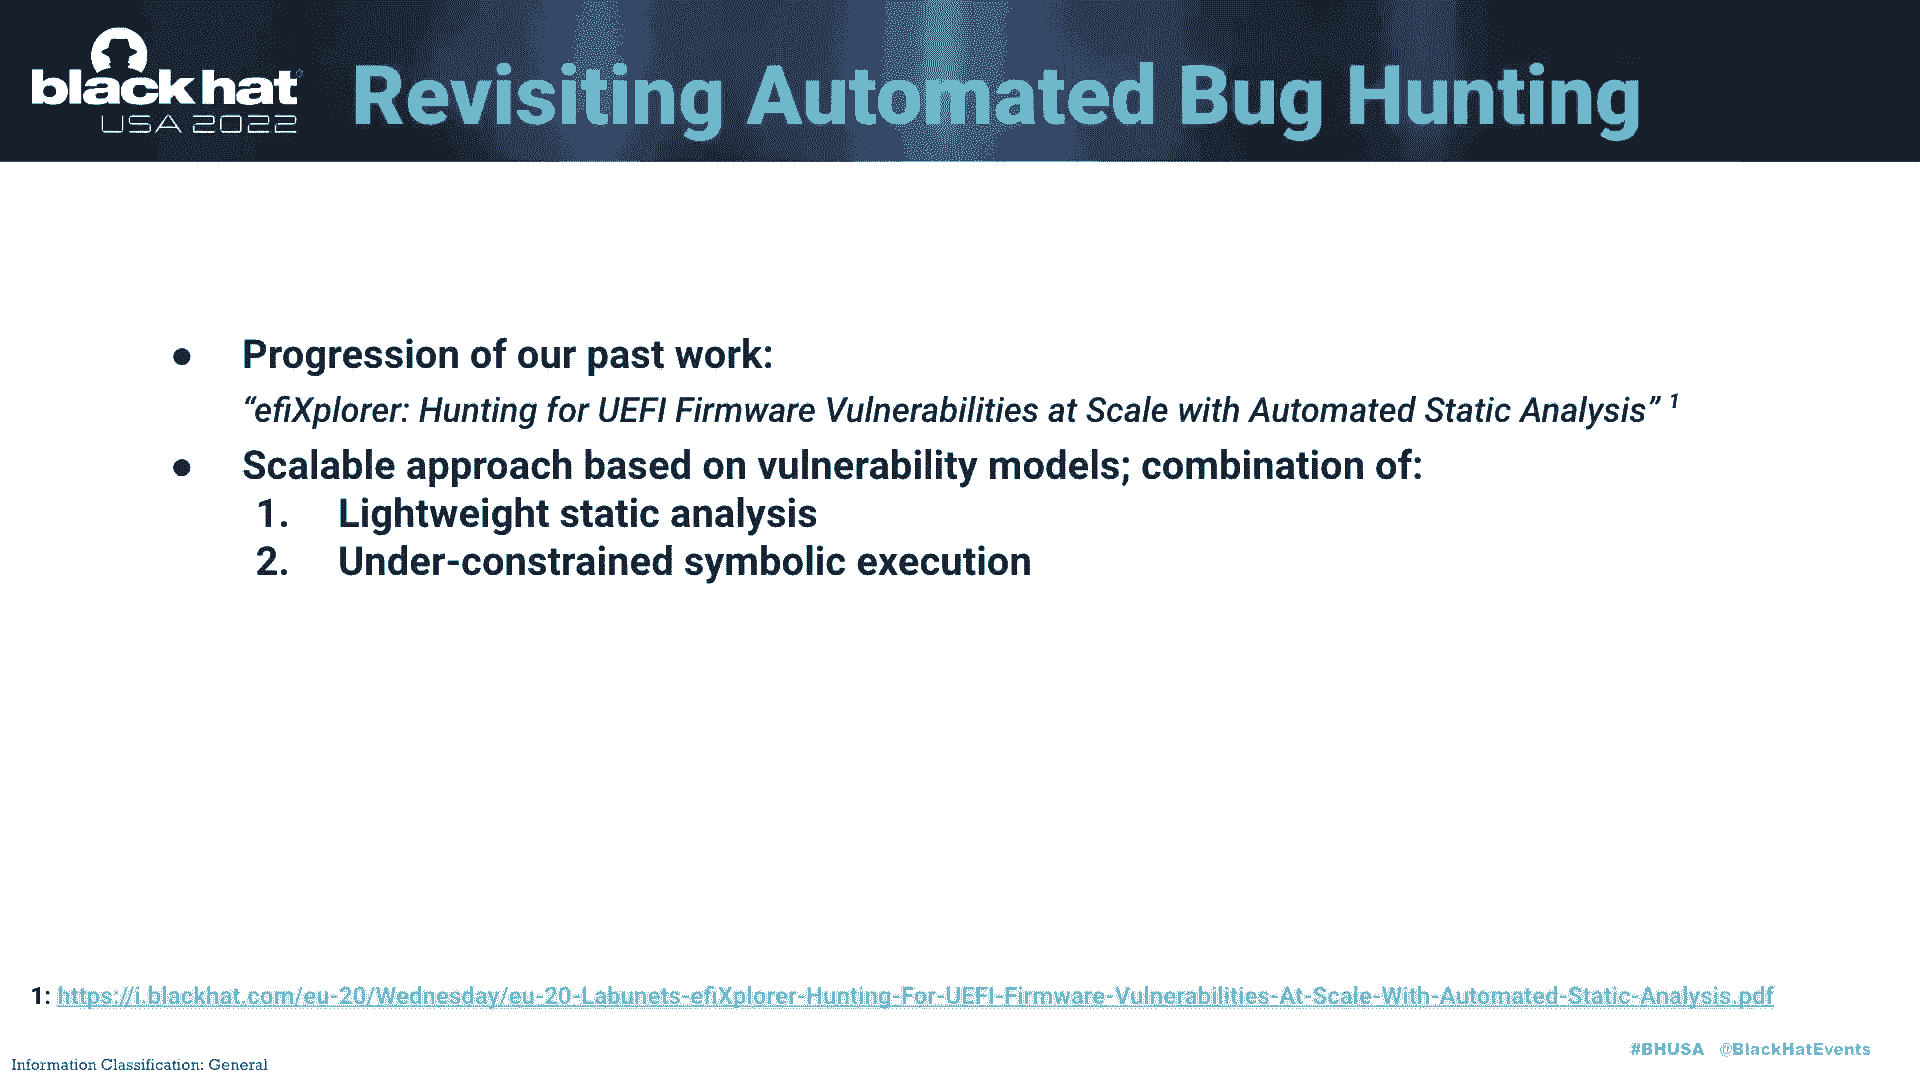 blackhat®
USA 2022
Revisiting Automated Bug Hunting
● Progression of our past work:
“efiXplorer: Hunting for UEFI Firmware Vulnerabilities at Scale with Automated Static Analysis” 1
● Scalable approach based on vulnerability models; combination of:
1. Lightweight static analysis
2. Under-constrained symbolic execution
1: https://i.blackhat.com/eu-20/Wednesday/eu-20-Labunets-efiXplorer-Hunting-For-UEFI-Firmware-Vulnerabilities-At-Scale-With-Automated-Static-Analysis.pdf
#BHUSA @BlackHatEvents
Information Classification: General